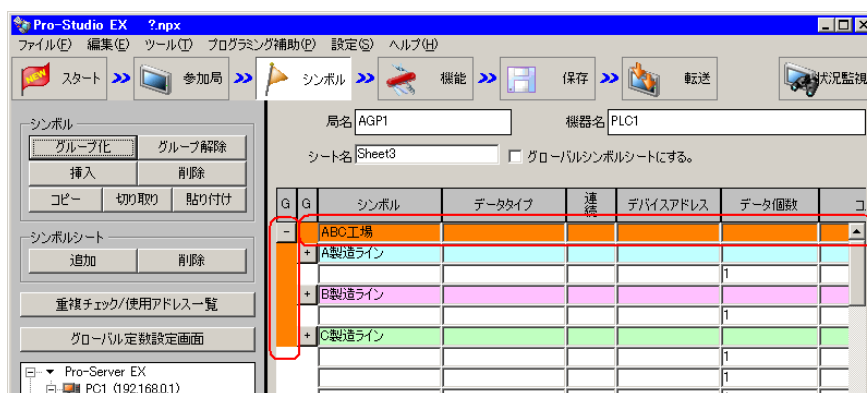 Pro-Studio EX ?.npx
ファイル(F) 編集(E) ツール(T) プログラミング補助(P) 設定(S) ヘルプ(H)
NEW スタート 参加局 シンボル 機能 保存 転送 状況監視
シンボル
グループ化 グループ解除
挿入 削除
コピー 切り取り 貼り付け
シンボルシート
追加 削除
重複チェック/使用アドレス一覧
グローバル定数設定画面
Pro-Server EX
PC1 (192.168.0.1)
局名 AGP1 機器名 PLC1
シート名 Sheet3 グローバルシンボルシートにする。
G G シンボル データタイプ 連続 デバイスアドレス データ個数 コ
- ABC工場
+ A製造ライン
1
+ B製造ライン
1
+ C製造ライン
1
1
1